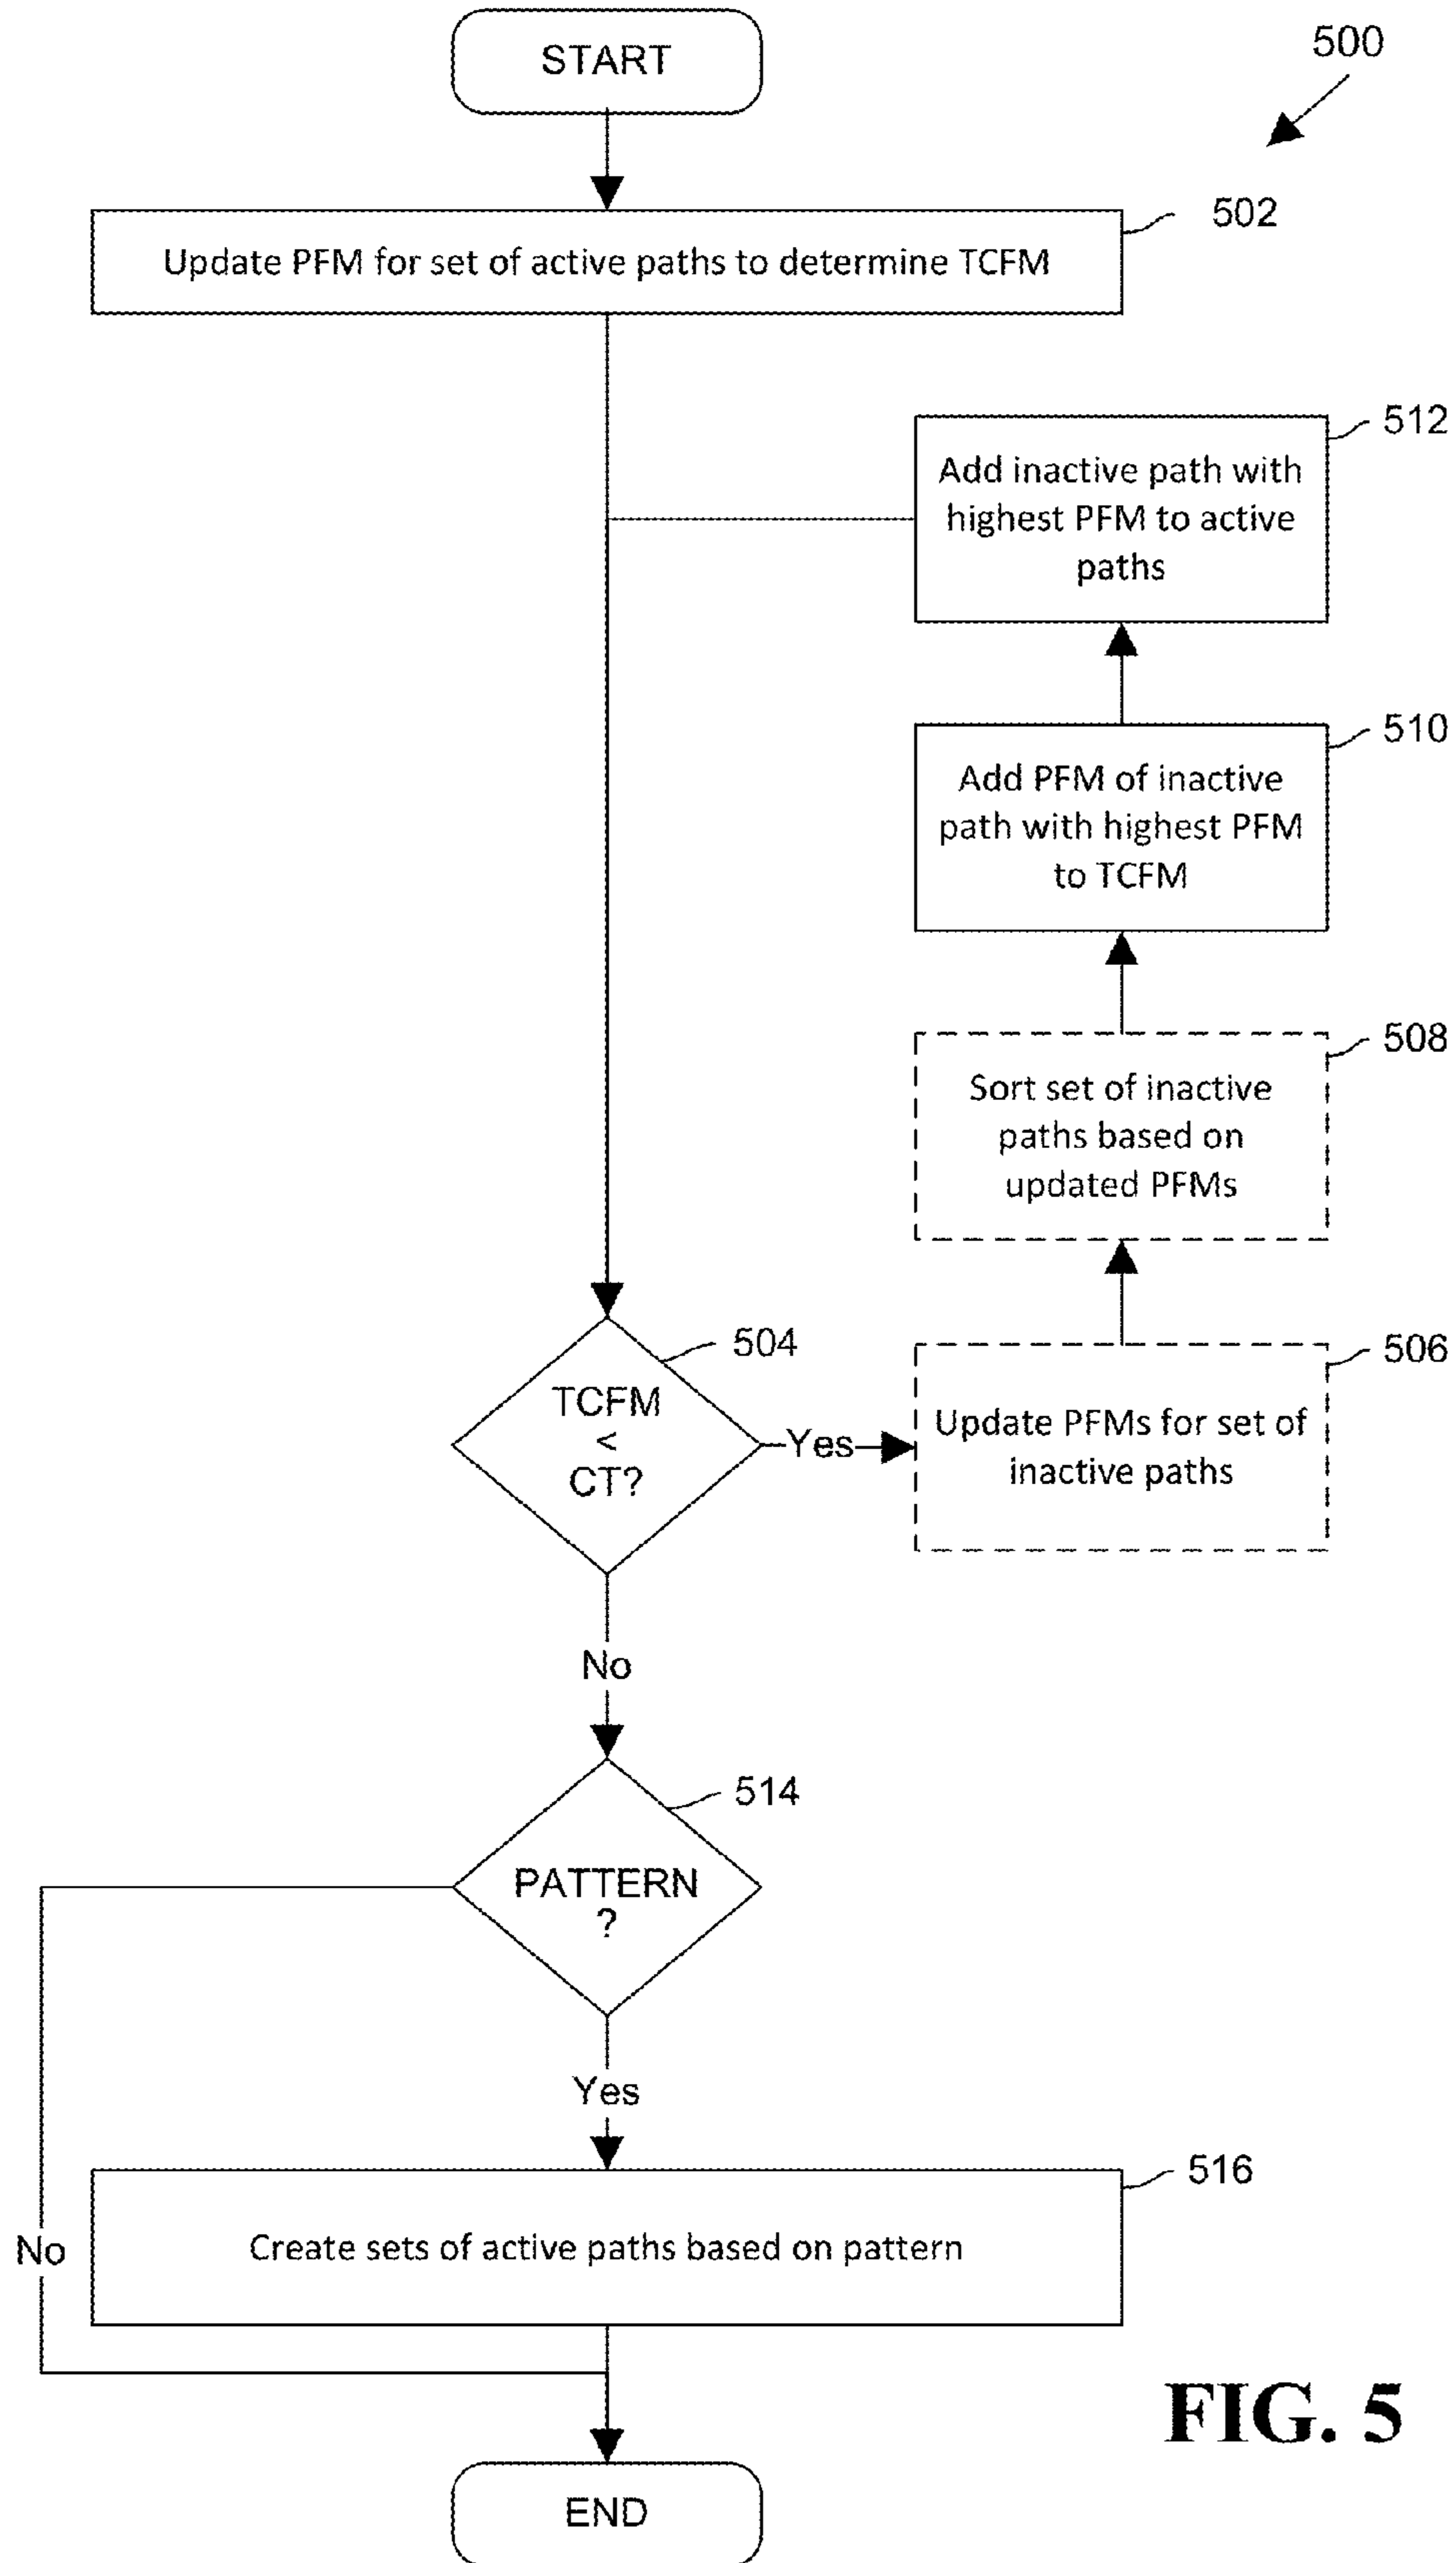 START
500
502
Update PFM for set of active paths to determine TCFM
512
Add inactive path with
highest PFM to active
paths
510
Add PFM of inactive
path with highest PFM
to TCFM
508
Sort set of inactive
paths based on
updated PFMs
504
506
TCFM
<
CT?
Yes
Update PFMs for set of
inactive paths
No
514
PATTERN
?
Yes
516
No
Create sets of active paths based on pattern
FIG. 5
END